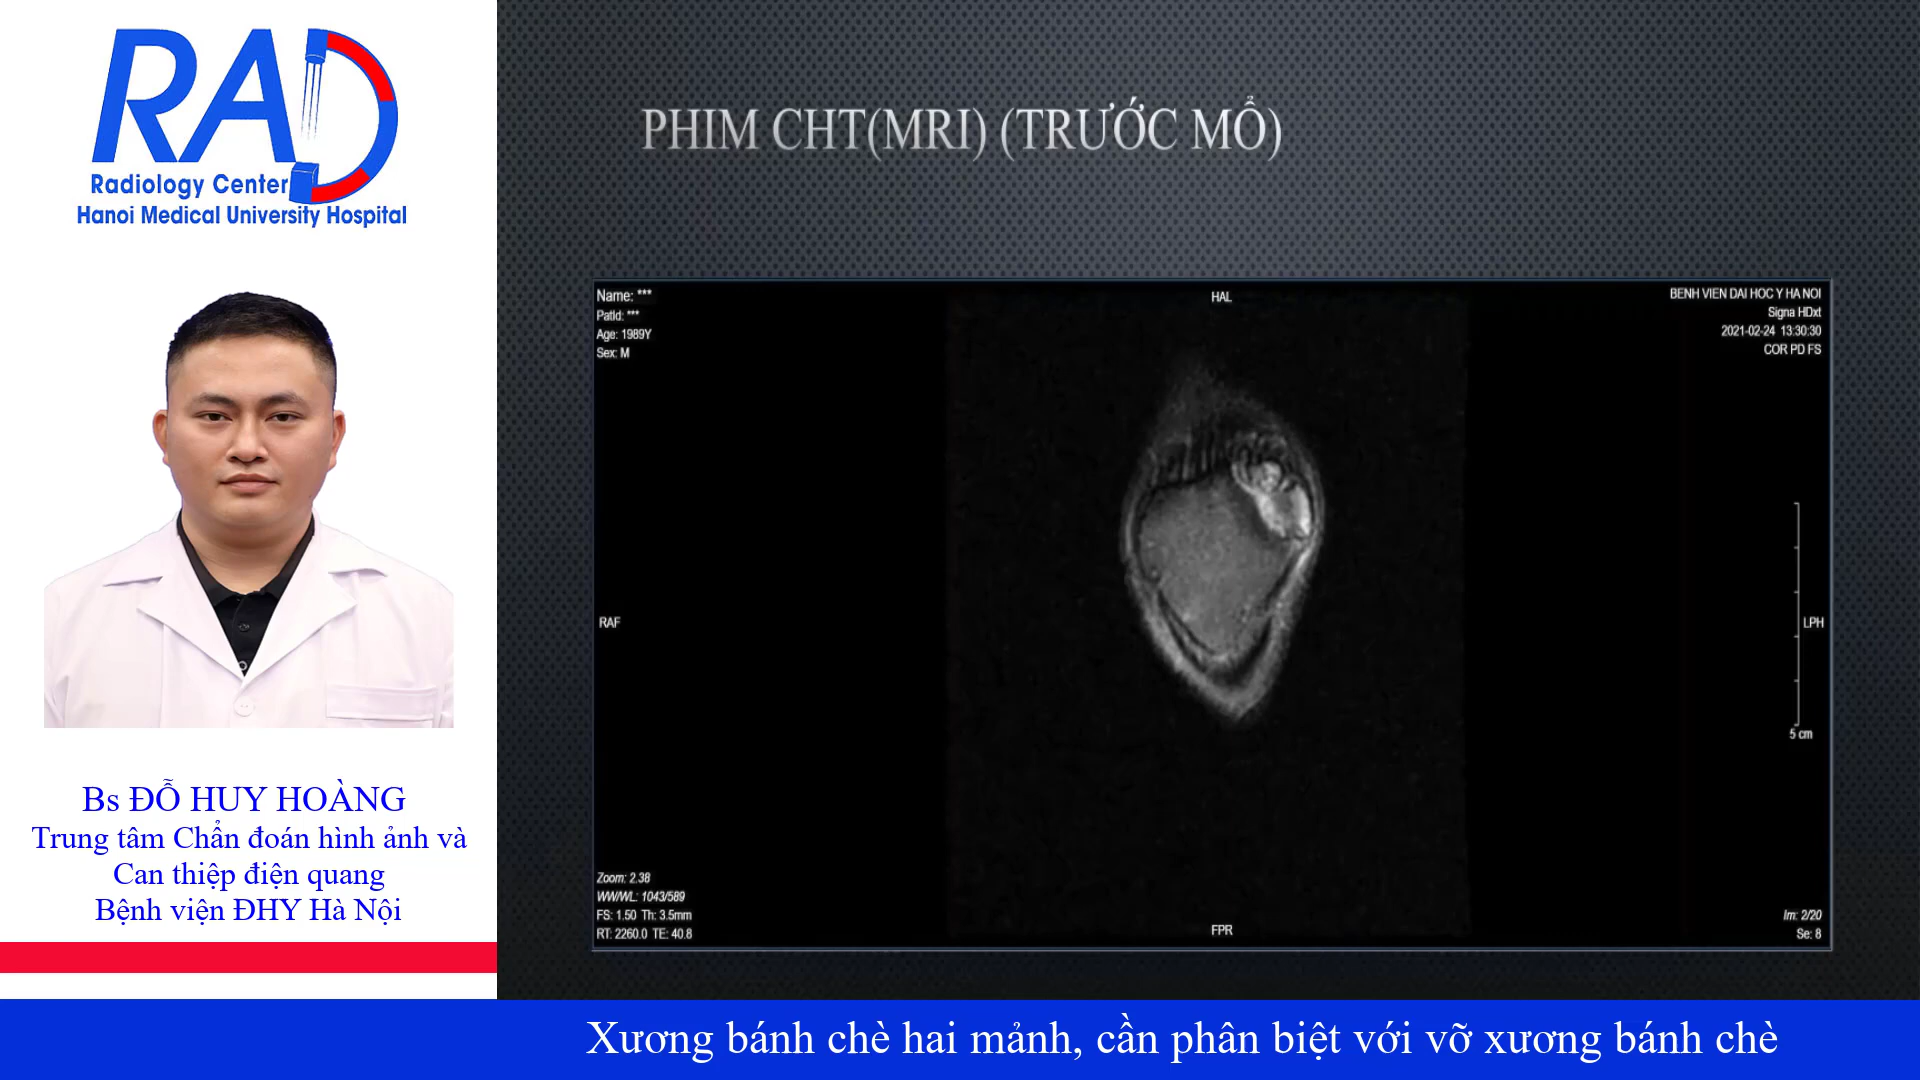 RAD
Radiology Center
Hanoi Medical University Hospital
Bs ĐỖ HUY HOÀNG
Trung tâm Chẩn đoán hình ảnh và
Can thiệp điện quang
Bệnh viện ĐHY Hà Nội
PHIM CHT(MRI) (TRƯỚC MỔ)
Name: ***
PatId: ***
Age: 1989Y
Sex: M
HAL
BENH VIEN DAI HOC Y HA NOI
Signa HDxt
2021-02-24 13:30:30
COR PD FS
RAF
LPH
5 cm
Zoom: 2.38
WW/WL: 1043/589
FS: 1.50 Th: 3.5mm
RT: 2260.0 TE: 40.8
FPR
Im: 2/20
Se: 8
Xương bánh chè hai mảnh, cần phân biệt với vỡ xương bánh chè